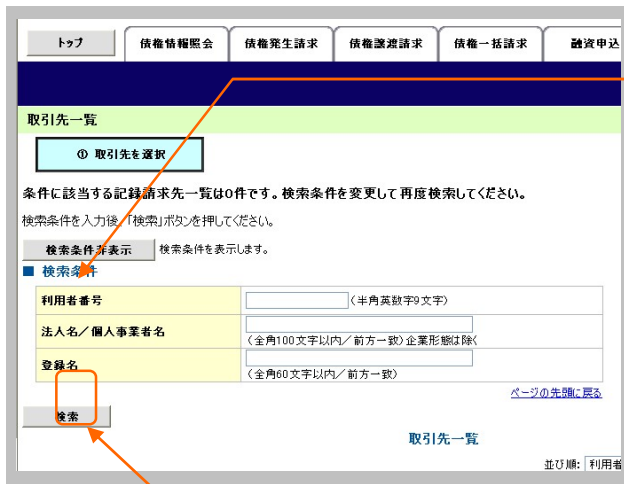 トップ 債権情報照会 債権発生請求 債権譲渡請求 債権一括請求 融資申込
取引先一覧
① 取引先を選択
条件に該当する記録請求先一覧は0件です。検索条件を変更して再度検索してください。
検索条件を入力後、「検索」ボタンを押してください。
検索条件非表示 検索条件を表示します。
■ 検索条件
利用者番号 (半角英数字9文字)
法人名/個人事業者名 (全角100文字以内/前方一致)企業形態は除く
登録名 (全角60文字以内/前方一致)
ページの先頭に戻る
検索
取引先一覧
並び順: 利用者